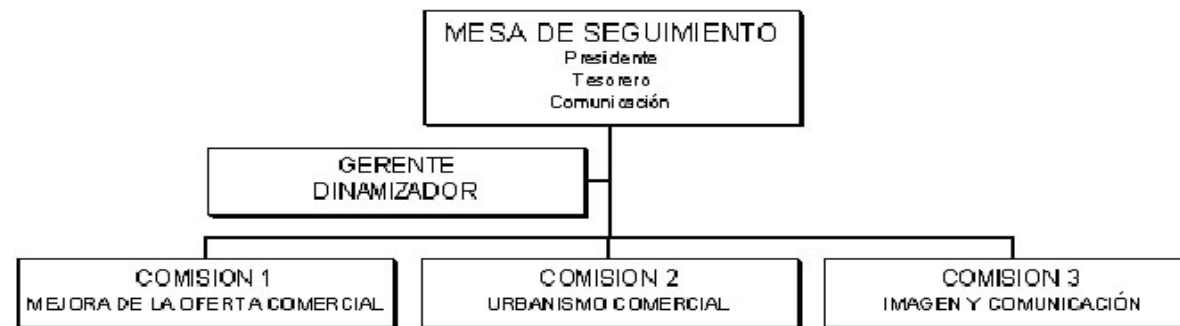 MESA DE SEGUIMIENTO
Presidente
Tesorero
Comunicación
GERENTE
DINAMIZADOR
COMISION 1
MEJORA DE LA OFERTA COMERCIAL
COMISION 2
URBANISMO COMERCIAL
COMISION 3
IMAGEN Y COMUNICACIÓN